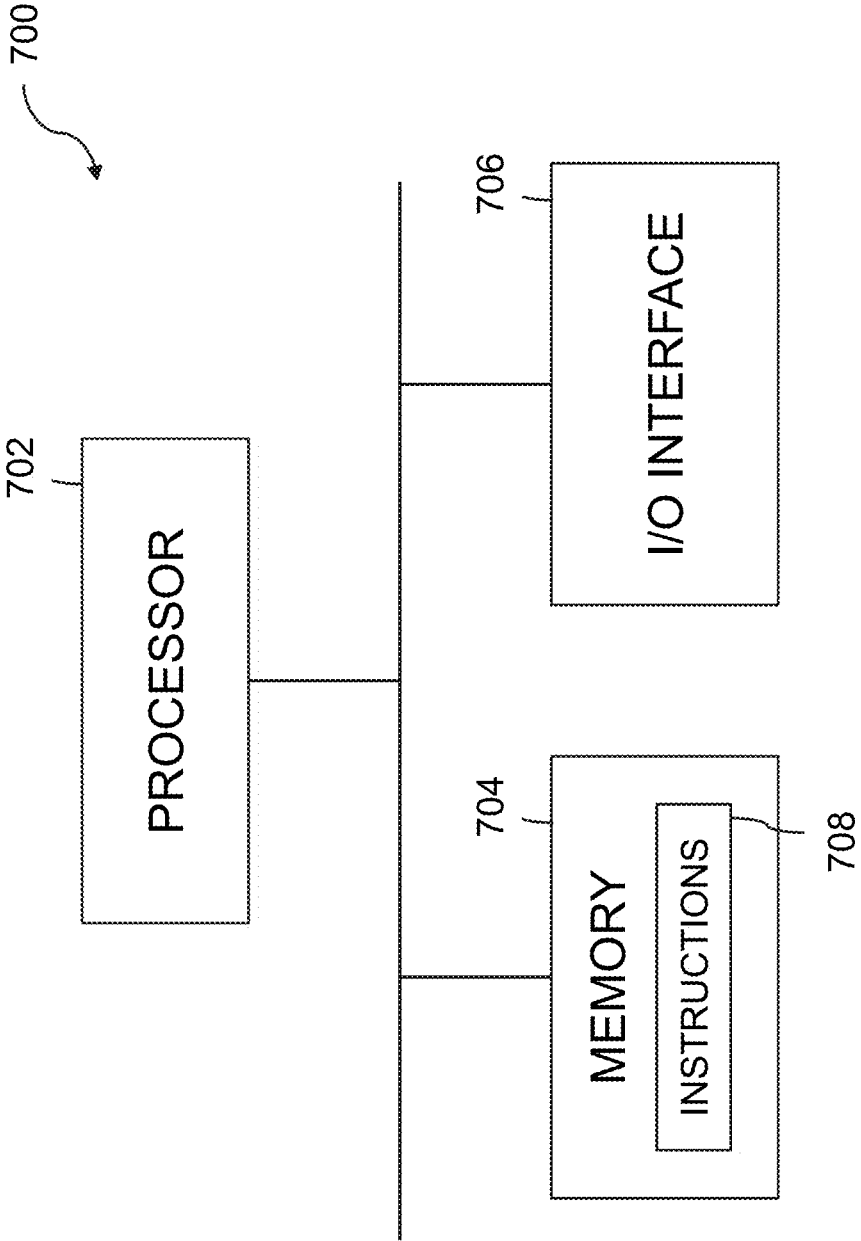 700
702
PROCESSOR
704
MEMORY
INSTRUCTIONS
708
706
I/O INTERFACE